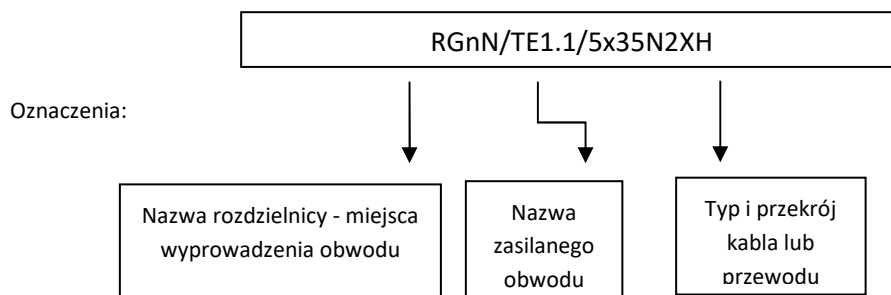 RGnN/TE1.1/5x35N2XH
Oznaczenia:
Nazwa rozdzielnicy - miejsca
wyprowadzenia obwodu
Nazwa
zasilanego
obwodu
Typ i przekrój
kabla lub
przewodu